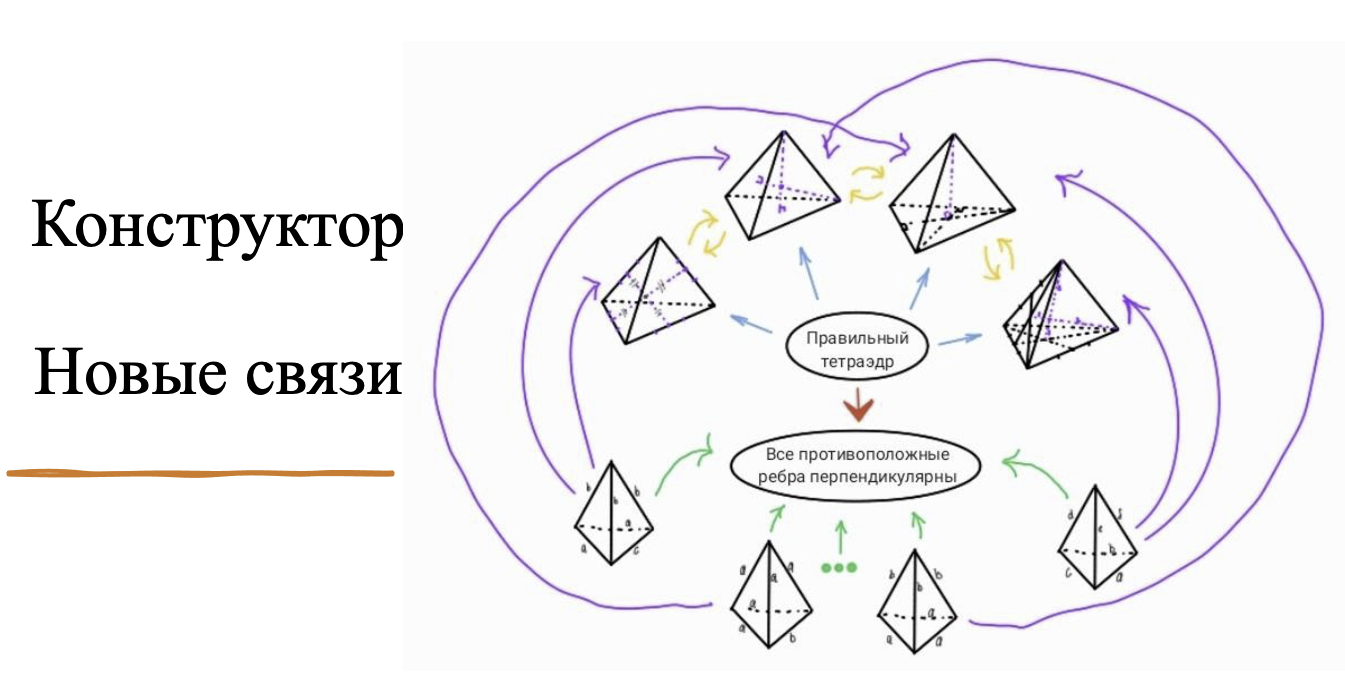 Конструктор
Новые связи
Правильный
тетраэдр
Все противоположные
ребра перпендикулярны
b b b
a
a c
a a a
a
a b
b b b
a
a a
d
e
b
c a